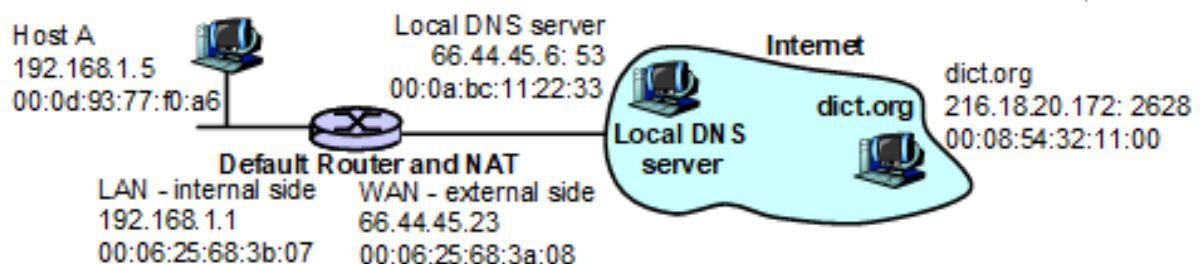 Host A
192.168.1.5
00:0d:93:77:f0:a6
Local DNS server
66.44.45.6: 53
00:0a:bc:11:22:33
Internet
dict.org
216.18.20.172: 2628
00:08:54:32:11:00
dict.org
Local DNS
server
Default Router and NAT
LAN - internal side
192.168.1.1
00:06:25:68:3b:07
WAN - external side
66.44.45.23
00:06:25:68:3a:08